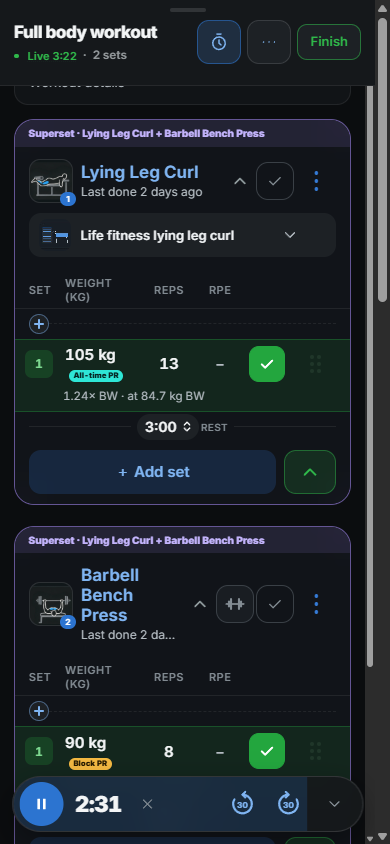 Full body workout
Live 3:22 · 2 sets
Finish
Workout details
Superset · Lying Leg Curl + Barbell Bench Press
Lying Leg Curl
Last done 2 days ago
1
Life fitness lying leg curl
SET WEIGHT (KG) REPS RPE
1 105 kg 13 –
All-time PR
1.24× BW · at 84.7 kg BW
3:00 REST
+ Add set
Superset · Lying Leg Curl + Barbell Bench Press
Barbell
Bench
Press
2
Last done 2 da...
SET WEIGHT (KG) REPS RPE
1 90 kg 8 –
Block PR
2:31 × 30 30